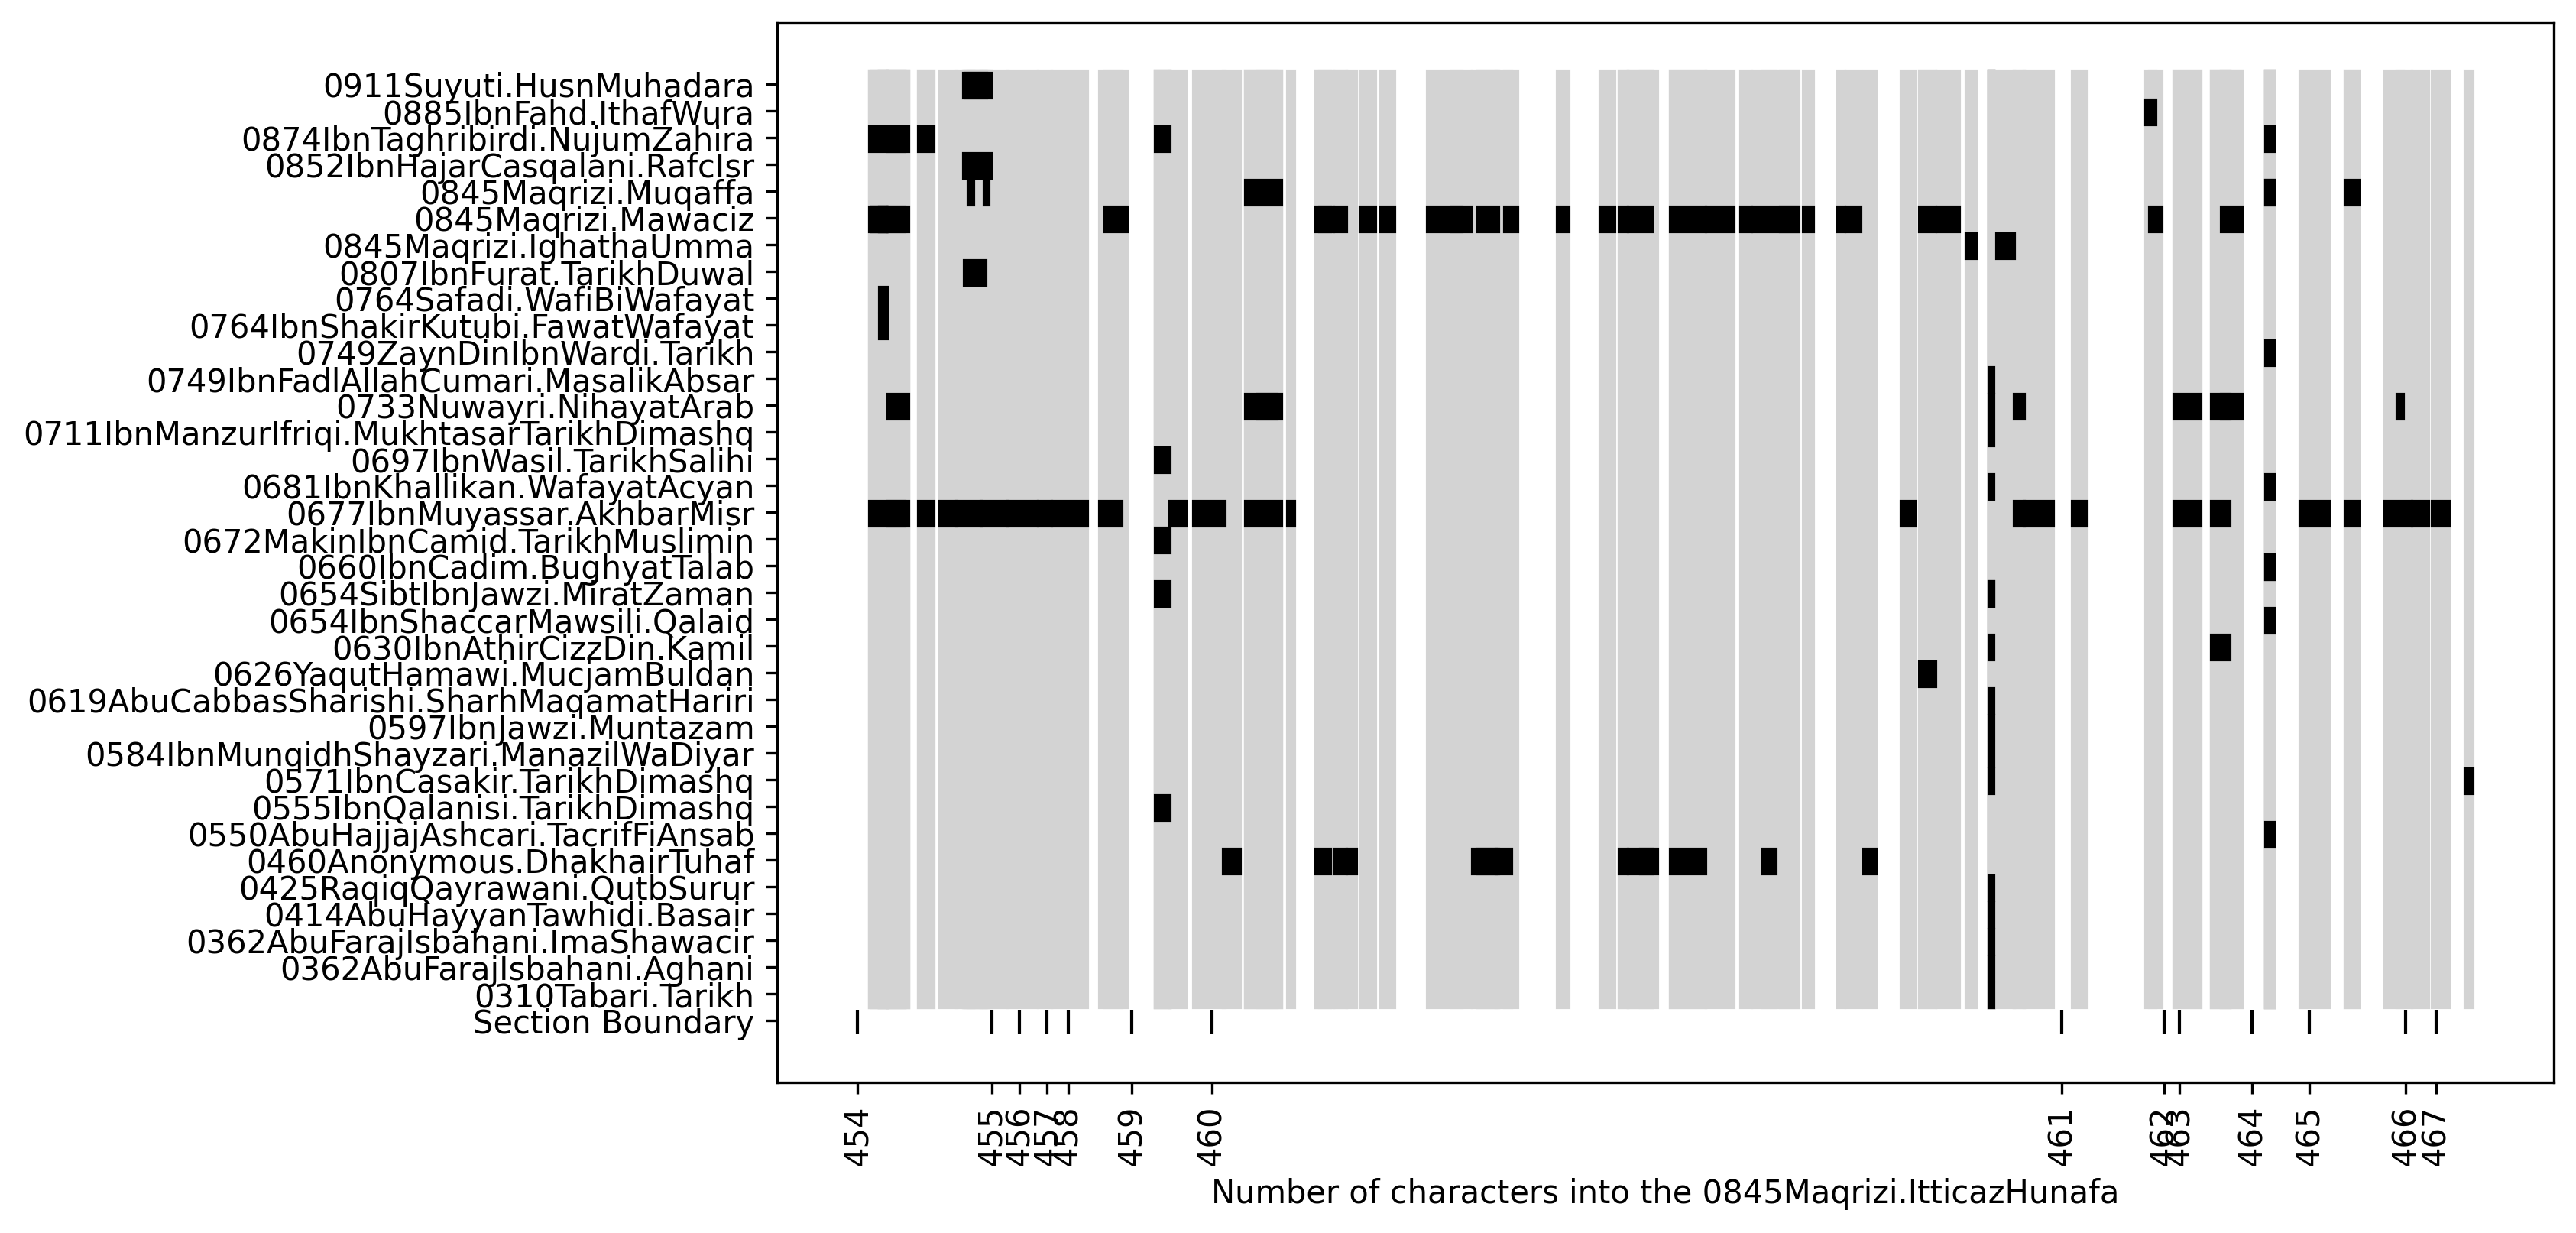 0911Suyuti.HusnMuhadara
0885IbnFahd.IthafWura
0874IbnTaghribirdi.NujumZahira
0852IbnHajarCasqalani.RafcIsr
0845Maqrizi.Muqaffa
0845Maqrizi.Mawaciz
0845Maqrizi.IghathaUmma
0807IbnFurat.TarikhDuwal
0764Safadi.WafiBiWafayat
0764IbnShakirKutubi.FawatWafayat
0749ZaynDinIbnWardi.Tarikh
0749IbnFadlAllahCumari.MasalikAbsar
0733Nuwayri.NihayatArab
0711IbnManzurIfriqi.MukhtasarTarikhDimashq
0697IbnWasil.TarikhSalihi
0681IbnKhallikan.WafayatAcyan
0677IbnMuyassar.AkhbarMisr
0672MakinIbnCamid.TarikhMuslimin
0660IbnCadim.BughyatTalab
0654SibtIbnJawzi.MiratZaman
0654IbnShaccarMawsili.Qalaid
0630IbnAthirCizzDin.Kamil
0626YaqutHamawi.MucjamBuldan
0619AbuCabbasSharishi.SharhMaqamatHariri
0597IbnJawzi.Muntazam
0584IbnMunqidhShayzari.ManazilWaDiyar
0571IbnCasakir.TarikhDimashq
0555IbnQalanisi.TarikhDimashq
0550AbuHajjajAshcari.TacrifFiAnsab
0460Anonymous.DhakhairTuhaf
0425RaqiqQayrawani.QutbSurur
0414AbuHayyanTawhidi.Basair
0362AbuFarajIsbahani.ImaShawacir
0362AbuFarajIsbahani.Aghani
0310Tabari.Tarikh
Section Boundary
454 455 456 457 458 459 460 461 462 463 464 465 466 467
Number of characters into the 0845Maqrizi.ItticazHunafa